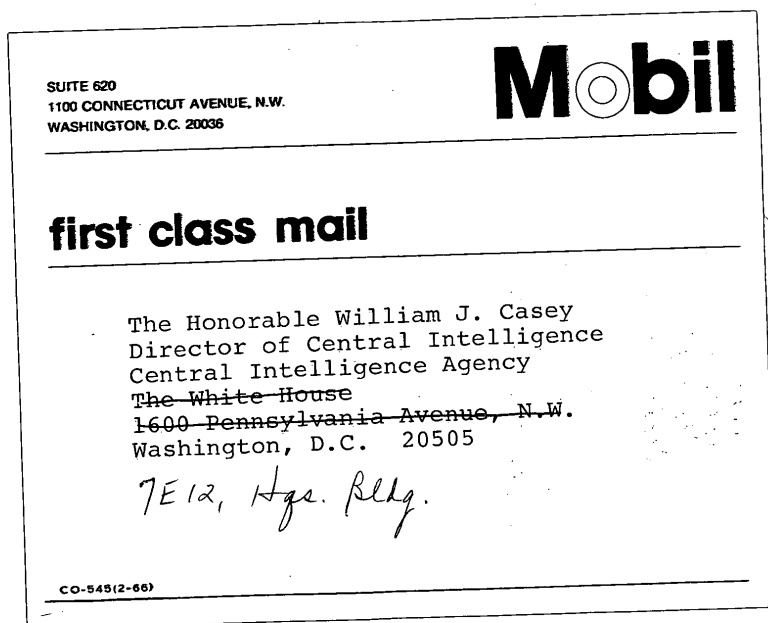 SUITE 620
1100 CONNECTICUT AVENUE, N.W.
WASHINGTON, D.C. 20036
Mobil
first class mail
The Honorable William J. Casey
Director of Central Intelligence
Central Intelligence Agency
The White House
1600 Pennsylvania Avenue, N.W.
Washington, D.C. 20505
7E12, Hqs. Bldg.
CO-545(2-66)